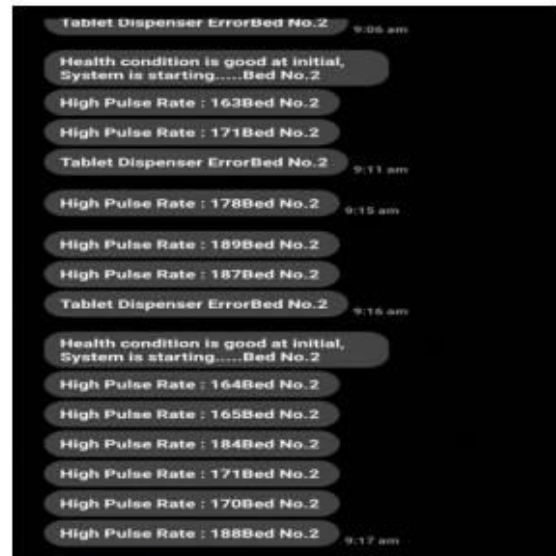 Tablet Dispenser ErrorBed No.2
9:06 am
Health condition is good at initial,
System is starting.....Bed No.2
High Pulse Rate : 163Bed No.2
High Pulse Rate : 171Bed No.2
Tablet Dispenser ErrorBed No.2
9:11 am
High Pulse Rate : 178Bed No.2
9:15 am
High Pulse Rate : 189Bed No.2
High Pulse Rate : 187Bed No.2
Tablet Dispenser ErrorBed No.2
9:16 am
Health condition is good at initial,
System is starting.....Bed No.2
High Pulse Rate : 164Bed No.2
High Pulse Rate : 165Bed No.2
High Pulse Rate : 184Bed No.2
High Pulse Rate : 171Bed No.2
High Pulse Rate : 170Bed No.2
High Pulse Rate : 188Bed No.2
9:17 am